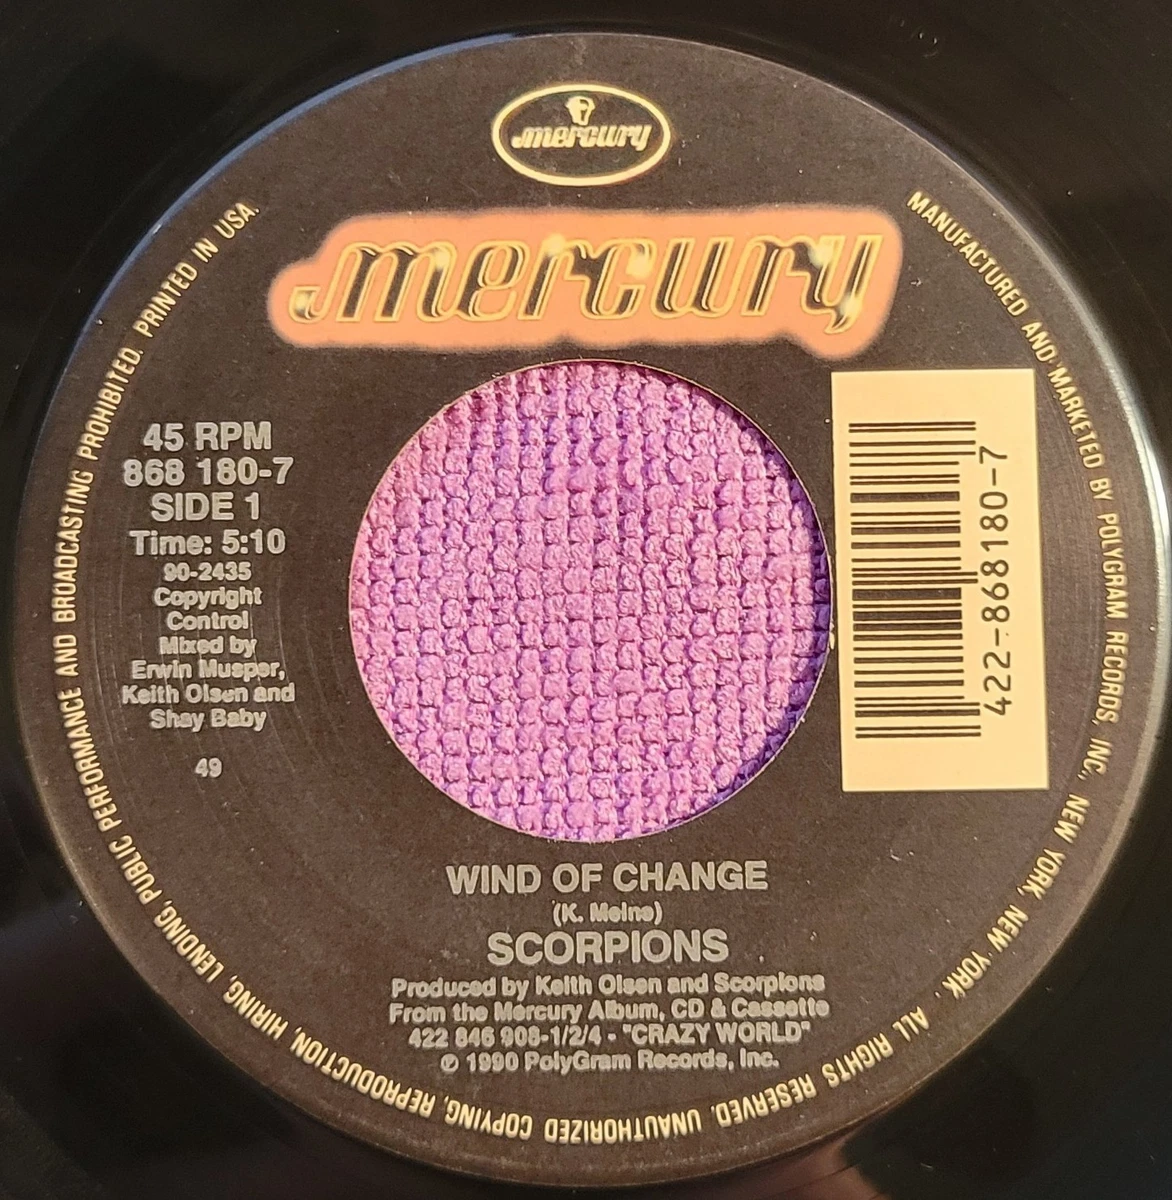 mercury
mercury
45 RPM
868 180-7
SIDE 1
Time: 5:10
90-2435
Copyright
Control
Mixed by
Erwin Musper,
Keith Olsen and
Shay Baby
49
422-868180-7
WIND OF CHANGE
(K. Meine)
SCORPIONS
Produced by Keith Olsen and Scorpions
From the Mercury Album, CD & Cassette
422 846 908-1/2/4 - "CRAZY WORLD"
℗ 1990 PolyGram Records, Inc.
MANUFACTURED AND MARKETED BY POLYGRAM RECORDS, INC., NEW YORK, NEW YORK. ALL RIGHTS RESERVED. UNAUTHORIZED COPYING, REPRODUCTION, HIRING, LENDING, PUBLIC PERFORMANCE AND BROADCASTING PROHIBITED. PRINTED IN USA.